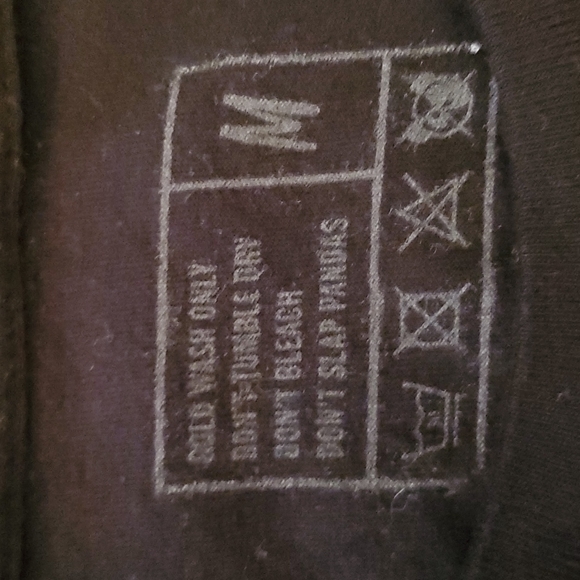 COLD WASH ONLY
DON'T TUMBLE DRY
DON'T BLEACH
DON'T SLAP PANDAS
M